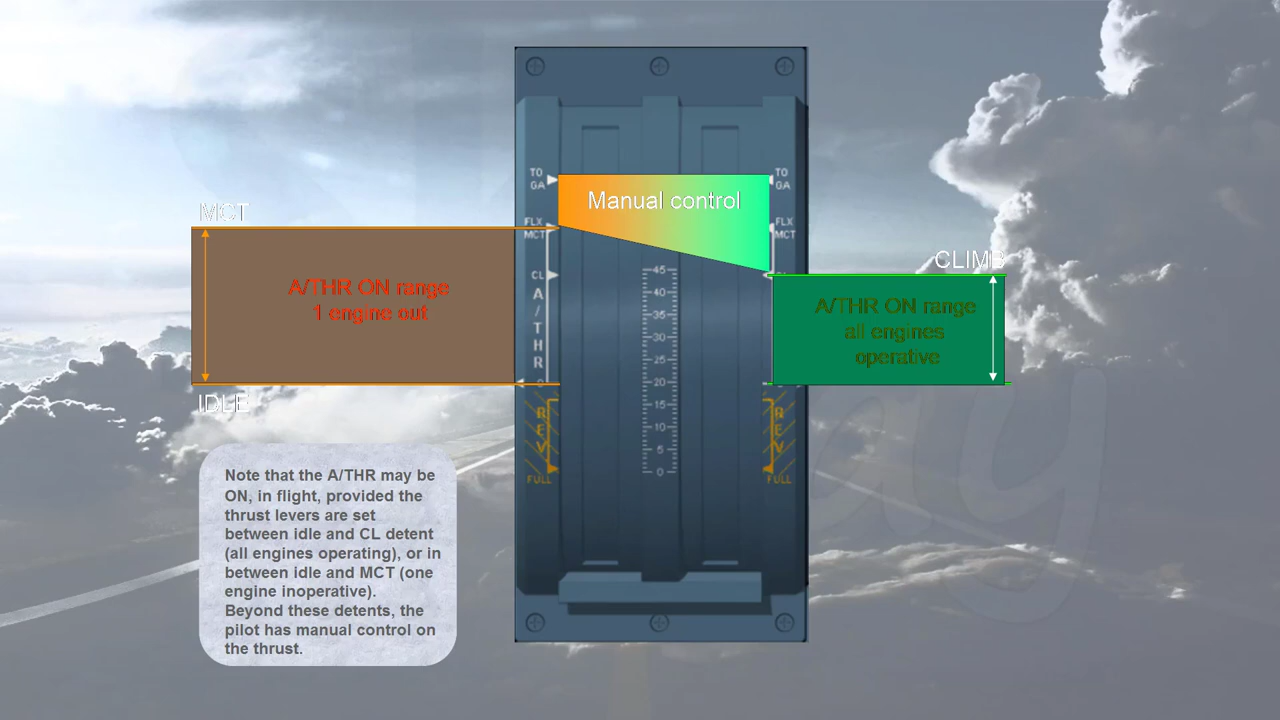 TO
GA
TO
GA
Manual control
MCT
FLX
MCT
FLX
MCT
CLIMB
CL
A/THR ON range
1 engine out
A/THR ON range
all engines
operative
A
/
T
H
R
0
45
40
35
30
25
20
15
10
5
0
IDLE
R
E
V
R
E
V
FULL
FULL
Note that the A/THR may be
ON, in flight, provided the
thrust levers are set
between idle and CL detent
(all engines operating), or in
between idle and MCT (one
engine inoperative).
Beyond these detents, the
pilot has manual control on
the thrust.